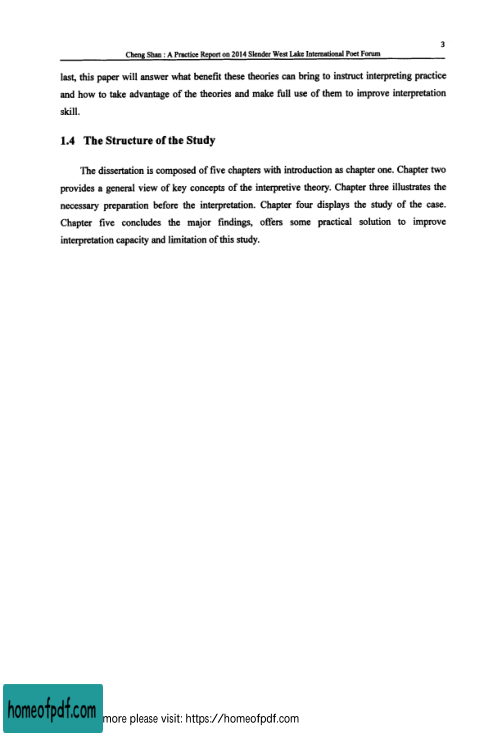 3
Cheng Shan : A Practice Report on 2014 Slender West Lake International Poet Forum
last, this paper will answer what benefit these theories can bring to instruct interpreting practice
and how to take advantage of the theories and make full use of them to improve interpretation
skill.
1.4 The Structure of the Study
The dissertation is composed of five chapters with introduction as chapter one. Chapter two
provides a general view of key concepts of the interpretive theory. Chapter three illustrates the
necessary preparation before the interpretation. Chapter four displays the study of the case.
Chapter five concludes the major findings, offers some practical solution to improve
interpretation capacity and limitation of this study.
homeofpdf.com
more please visit: https://homeofpdf.com